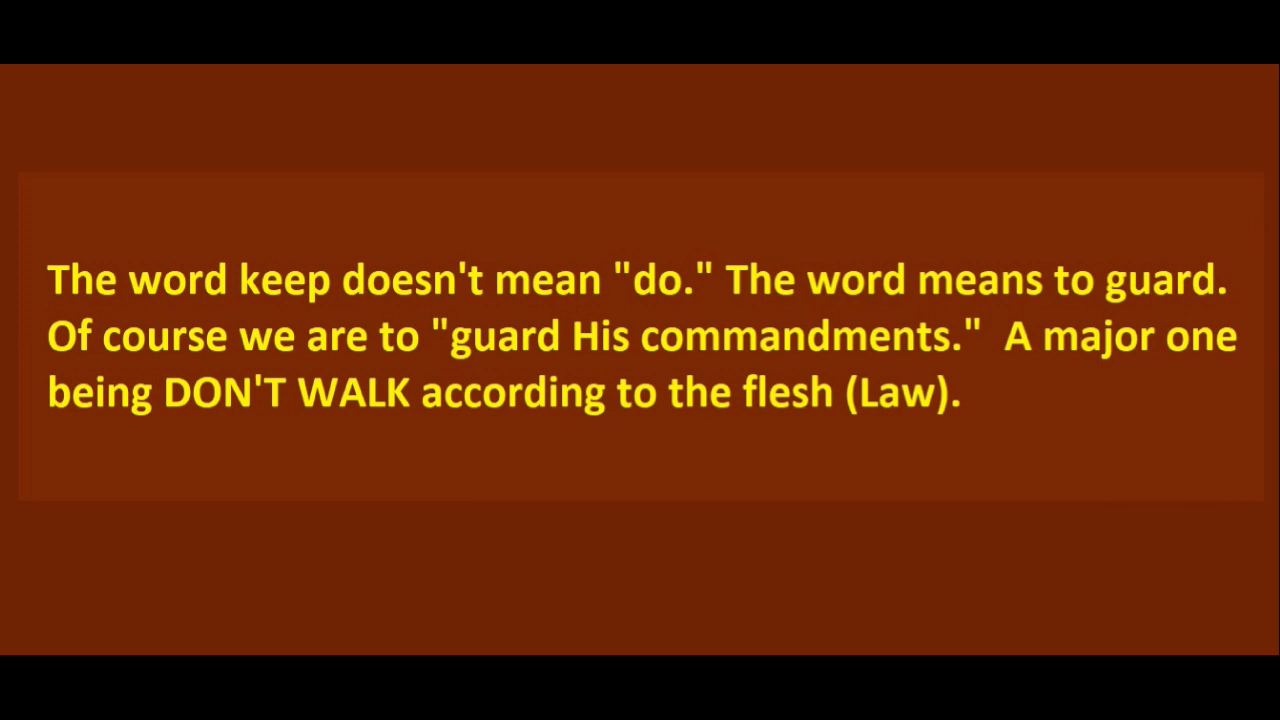 The word keep doesn't mean "do." The word means to guard.
Of course we are to "guard His commandments."  A major one
being DON'T WALK according to the flesh (Law).